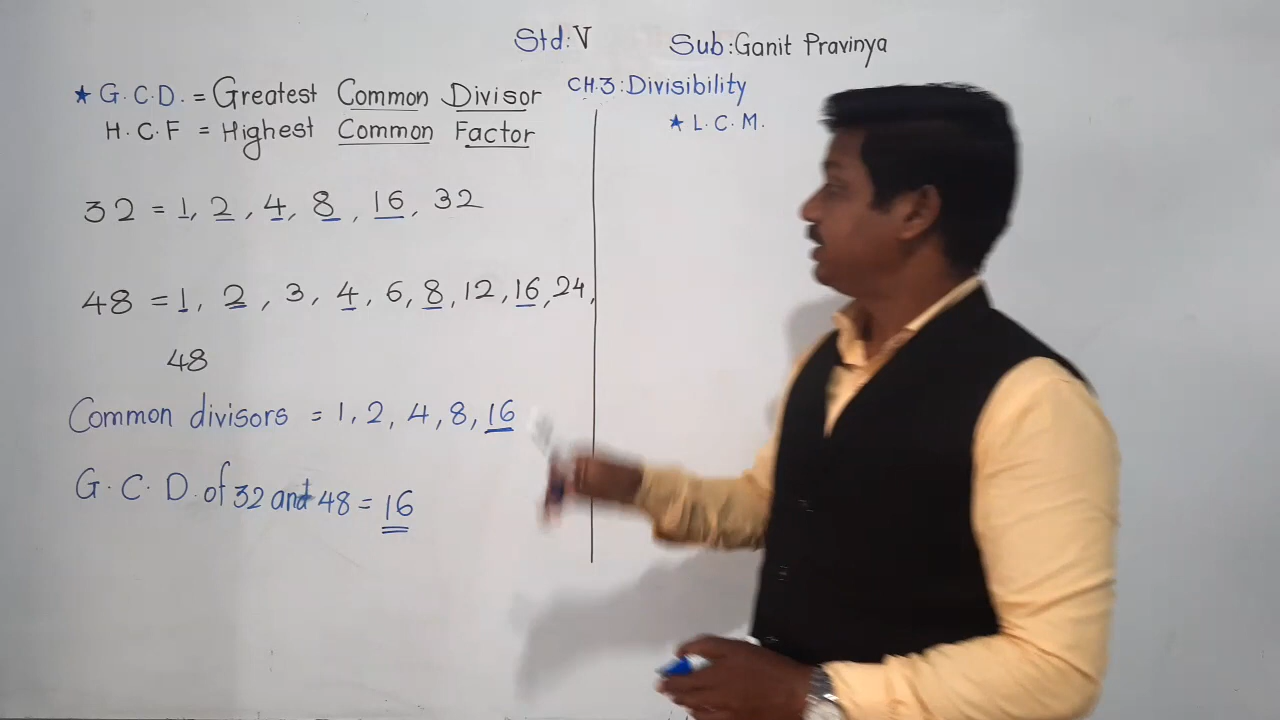 Std: V
Sub: Ganit Pravinya
CH.3: Divisibility
★ G.C.D. = Greatest Common Divisor
H.C.F = Highest Common Factor
32 = 1, 2, 4, 8, 16, 32
48 = 1, 2, 3, 4, 6, 8, 12, 16, 24,
48
Common divisors = 1, 2, 4, 8, 16
G.C.D. of 32 and 48 = 16
★ L.C.M.